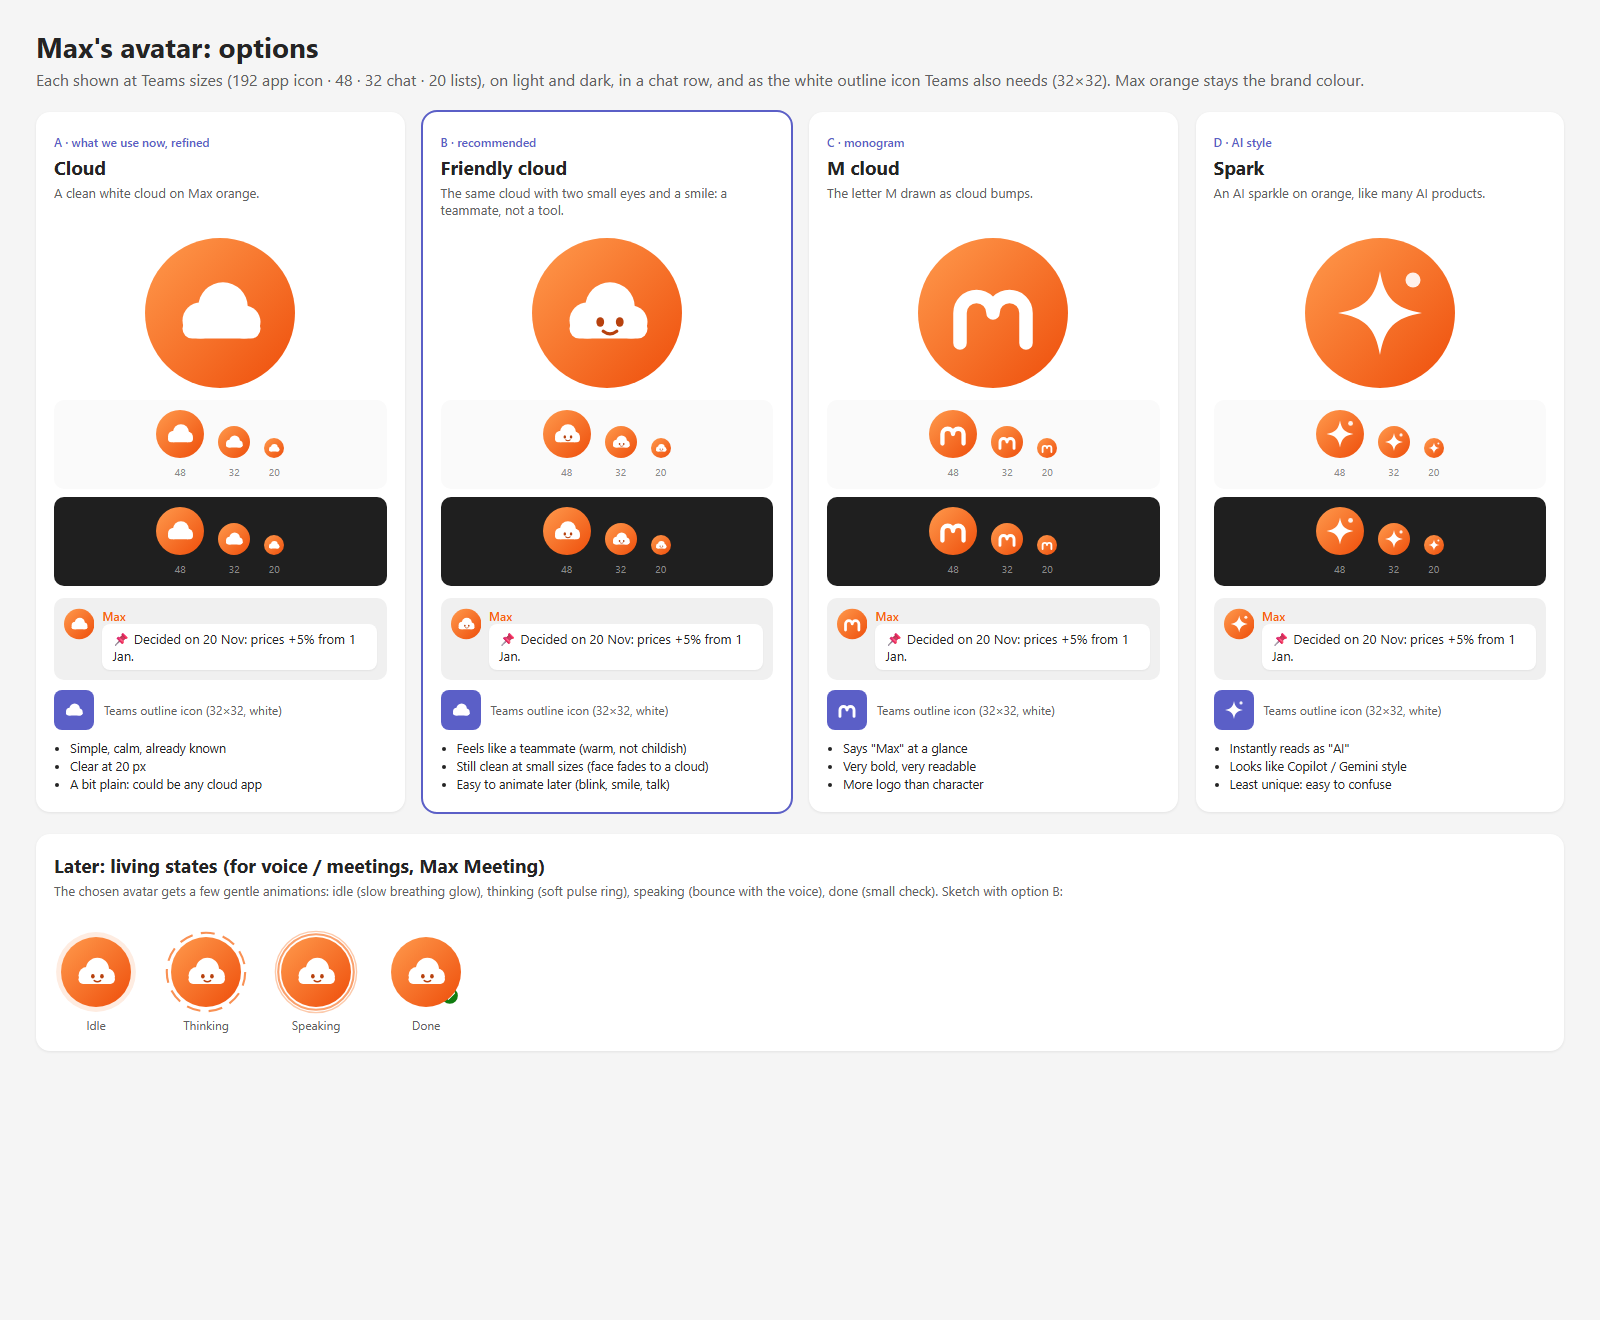 Max's avatar: options
Each shown at Teams sizes (192 app icon · 48 · 32 chat · 20 lists), on light and dark, in a chat row, and as the white outline icon Teams also needs (32×32). Max orange stays the brand colour.
A · what we use now, refined
Cloud
A clean white cloud on Max orange.
48 32 20
48 32 20
Max
📌 Decided on 20 Nov: prices +5% from 1
Jan.
Teams outline icon (32×32, white)
• Simple, calm, already known
• Clear at 20 px
• A bit plain: could be any cloud app
B · recommended
Friendly cloud
The same cloud with two small eyes and a smile: a
teammate, not a tool.
48 32 20
48 32 20
Max
📌 Decided on 20 Nov: prices +5% from 1
Jan.
Teams outline icon (32×32, white)
• Feels like a teammate (warm, not childish)
• Still clean at small sizes (face fades to a cloud)
• Easy to animate later (blink, smile, talk)
C · monogram
M cloud
The letter M drawn as cloud bumps.
48 32 20
48 32 20
Max
📌 Decided on 20 Nov: prices +5% from 1
Jan.
Teams outline icon (32×32, white)
• Says "Max" at a glance
• Very bold, very readable
• More logo than character
D · AI style
Spark
An AI sparkle on orange, like many AI products.
48 32 20
48 32 20
Max
📌 Decided on 20 Nov: prices +5% from 1
Jan.
Teams outline icon (32×32, white)
• Instantly reads as "AI"
• Looks like Copilot / Gemini style
• Least unique: easy to confuse
Later: living states (for voice / meetings, Max Meeting)
The chosen avatar gets a few gentle animations: idle (slow breathing glow), thinking (soft pulse ring), speaking (bounce with the voice), done (small check). Sketch with option B:
Idle Thinking Speaking Done